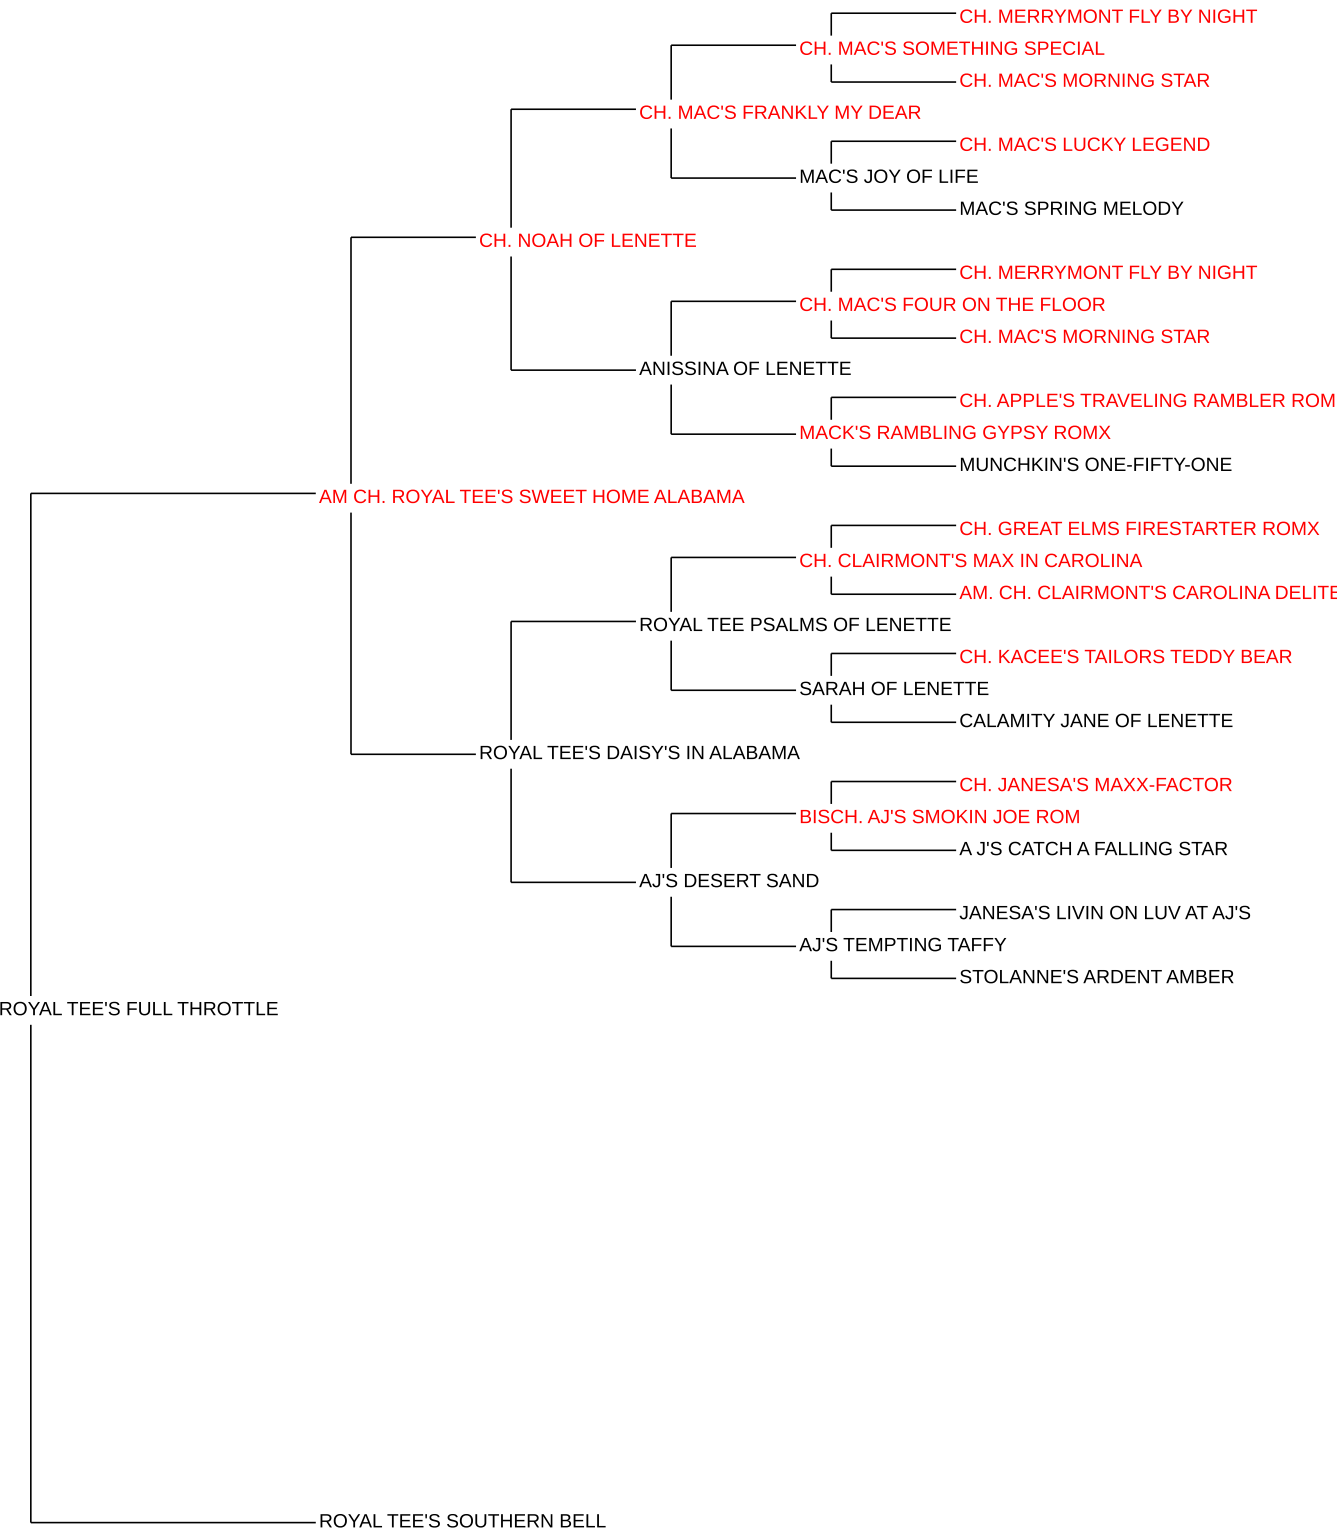 CH. MERRYMONT FLY BY NIGHT
CH. MAC'S SOMETHING SPECIAL
CH. MAC'S MORNING STAR
CH. MAC'S FRANKLY MY DEAR
CH. MAC'S LUCKY LEGEND
MAC'S JOY OF LIFE
MAC'S SPRING MELODY
CH. NOAH OF LENETTE
CH. MERRYMONT FLY BY NIGHT
CH. MAC'S FOUR ON THE FLOOR
CH. MAC'S MORNING STAR
ANISSINA OF LENETTE
CH. APPLE'S TRAVELING RAMBLER ROM
MACK'S RAMBLING GYPSY ROMX
MUNCHKIN'S ONE-FIFTY-ONE
AM CH. ROYAL TEE'S SWEET HOME ALABAMA
CH. GREAT ELMS FIRESTARTER ROMX
CH. CLAIRMONT'S MAX IN CAROLINA
AM. CH. CLAIRMONT'S CAROLINA DELITE
ROYAL TEE PSALMS OF LENETTE
CH. KACEE'S TAILORS TEDDY BEAR
SARAH OF LENETTE
CALAMITY JANE OF LENETTE
ROYAL TEE'S DAISY'S IN ALABAMA
CH. JANESA'S MAXX-FACTOR
BISCH. AJ'S SMOKIN JOE ROM
A J'S CATCH A FALLING STAR
AJ'S DESERT SAND
JANESA'S LIVIN ON LUV AT AJ'S
AJ'S TEMPTING TAFFY
STOLANNE'S ARDENT AMBER
ROYAL TEE'S FULL THROTTLE
ROYAL TEE'S SOUTHERN BELL